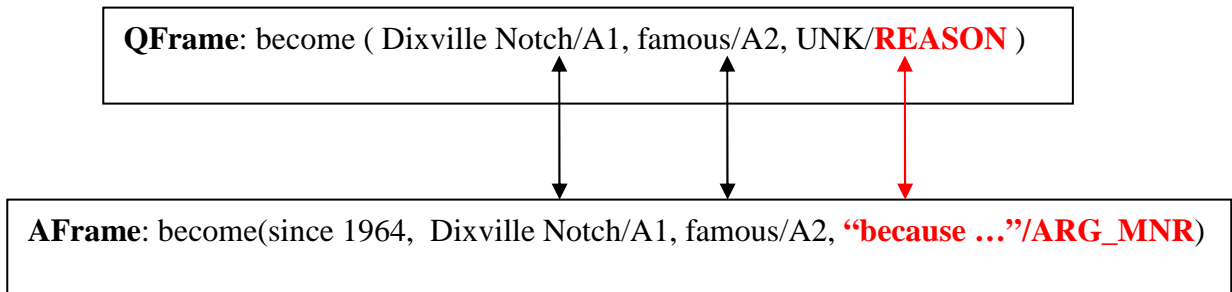 QFrame: become ( Dixville Notch/A1, famous/A2, UNK/REASON )
AFrame: become(since 1964, Dixville Notch/A1, famous/A2, “because …”/ARG_MNR)